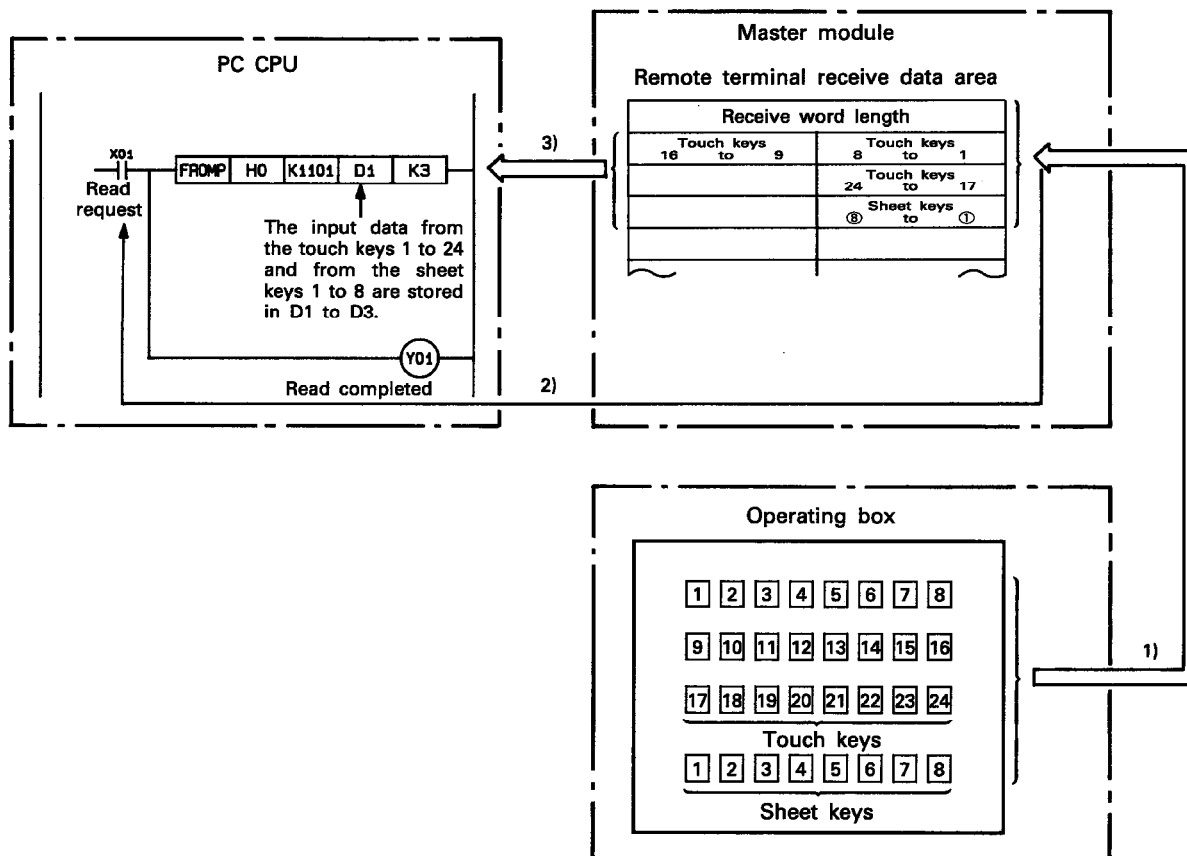 PC CPU
X01
Read
request
FROMP H0 K1101 D1 K3
The input data from
the touch keys 1 to 24
and from the sheet
keys 1 to 8 are stored
in D1 to D3.
Y01
Read completed
3)
2)
Master module
Remote terminal receive data area
Receive word length
Touch keys
16 to 9
Touch keys
8 to 1
Touch keys
24 to 17
Sheet keys
⑧ to ①
1)
Operating box
1 2 3 4 5 6 7 8
9 10 11 12 13 14 15 16
17 18 19 20 21 22 23 24
Touch keys
1 2 3 4 5 6 7 8
Sheet keys